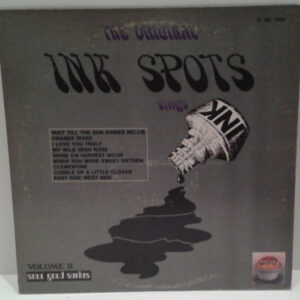 THE ORIGINAL
INK SPOTS
sings
INK
WAIT TILL THE SUN SHINES NELLIE
SWANEE RIVER
I LOVE YOU TRULY
MY WILD IRISH ROSE
SHINE ON HARVEST MOON
WHEN YOU WERE SWEET SIXTEEN
CLEMENTINE
CUDDLE UP A LITTLE CLOSER
EAST SIDE WEST SIDE
VOLUME II
soul gold series